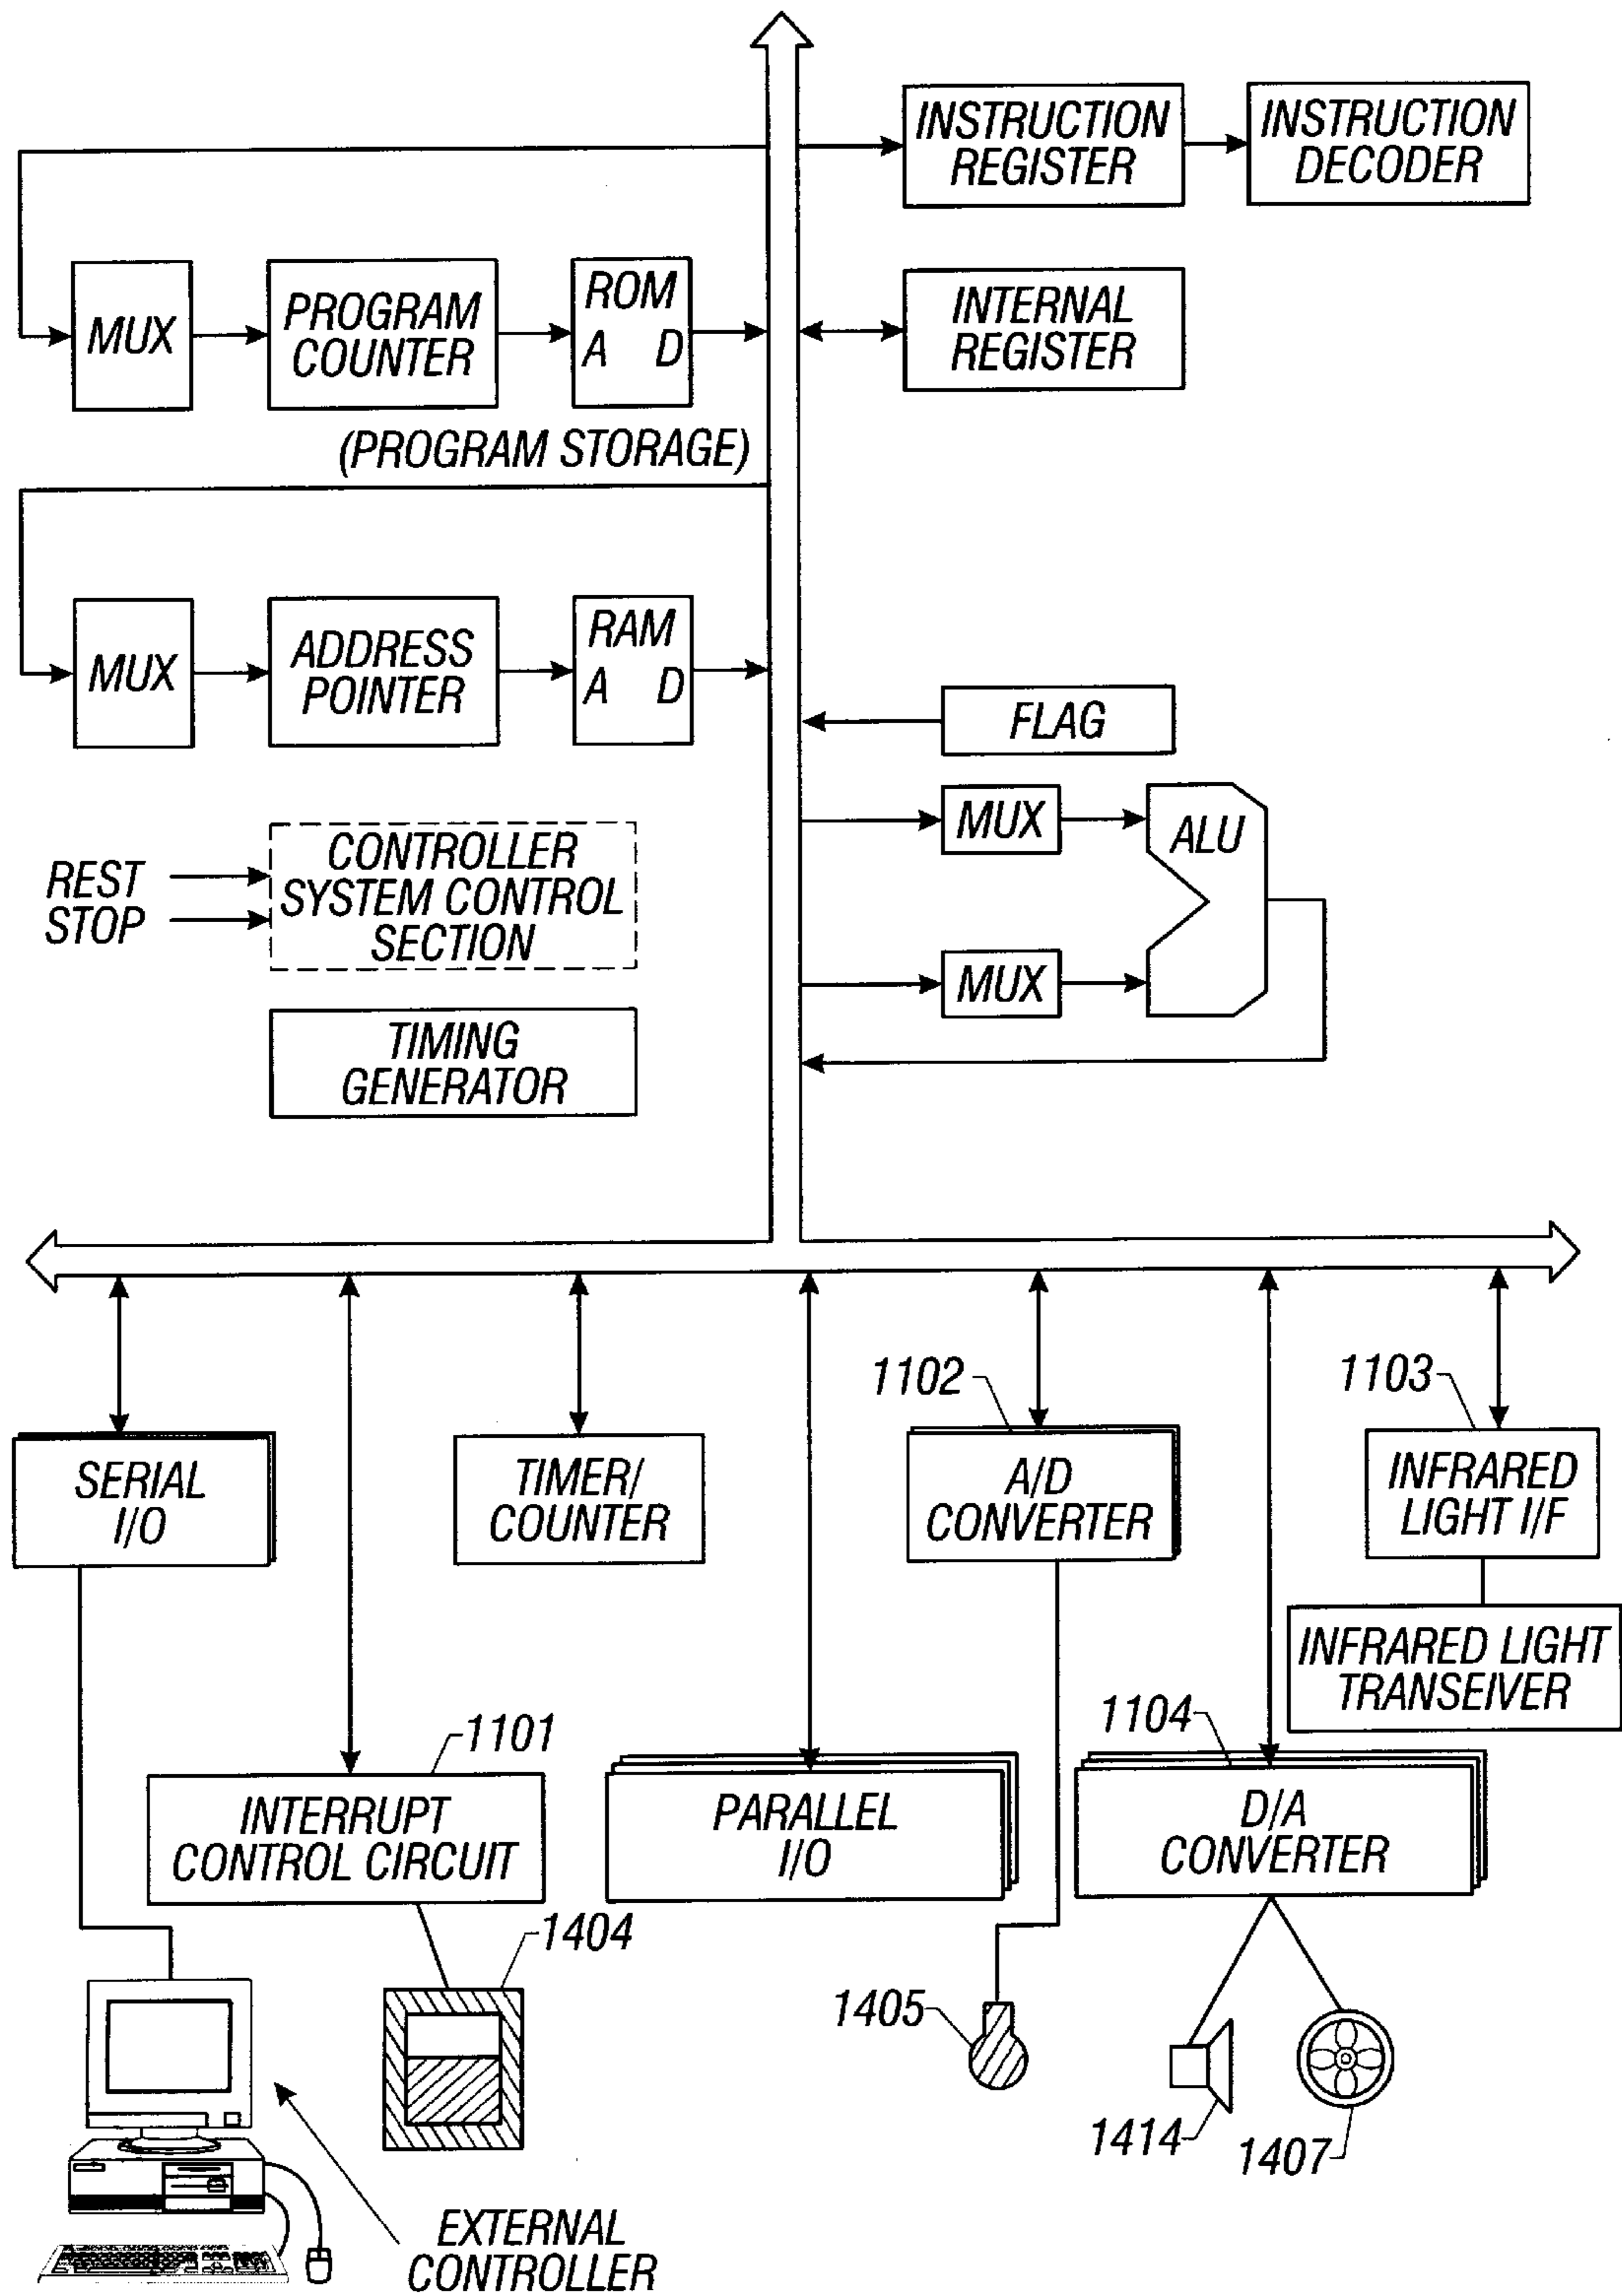 INSTRUCTION
REGISTER
INSTRUCTION
DECODER
MUX
PROGRAM
COUNTER
ROM
A D
INTERNAL
REGISTER
(PROGRAM STORAGE)
MUX
ADDRESS
POINTER
RAM
A D
FLAG
MUX
ALU
REST
STOP
CONTROLLER
SYSTEM CONTROL
SECTION
MUX
TIMING
GENERATOR
1102
1103
SERIAL
I/O
TIMER/
COUNTER
A/D
CONVERTER
INFRARED
LIGHT I/F
INFRARED LIGHT
TRANSEIVER
1101
1104
INTERRUPT
CONTROL CIRCUIT
PARALLEL
I/O
D/A
CONVERTER
1404
1405
1414
1407
EXTERNAL
CONTROLLER